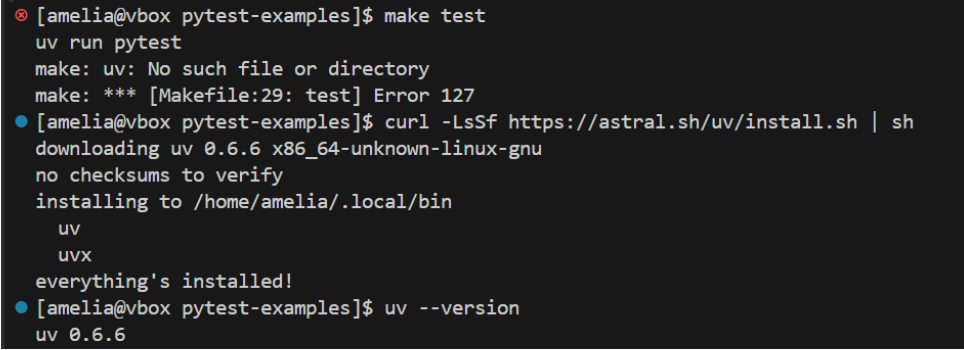 [amelia@vbox pytest-examples]$ make test
uv run pytest
make: uv: No such file or directory
make: *** [Makefile:29: test] Error 127
[amelia@vbox pytest-examples]$ curl -LsSf https://astral.sh/uv/install.sh | sh
downloading uv 0.6.6 x86_64-unknown-linux-gnu
no checksums to verify
installing to /home/amelia/.local/bin
  uv
  uvx
everything's installed!
[amelia@vbox pytest-examples]$ uv --version
uv 0.6.6